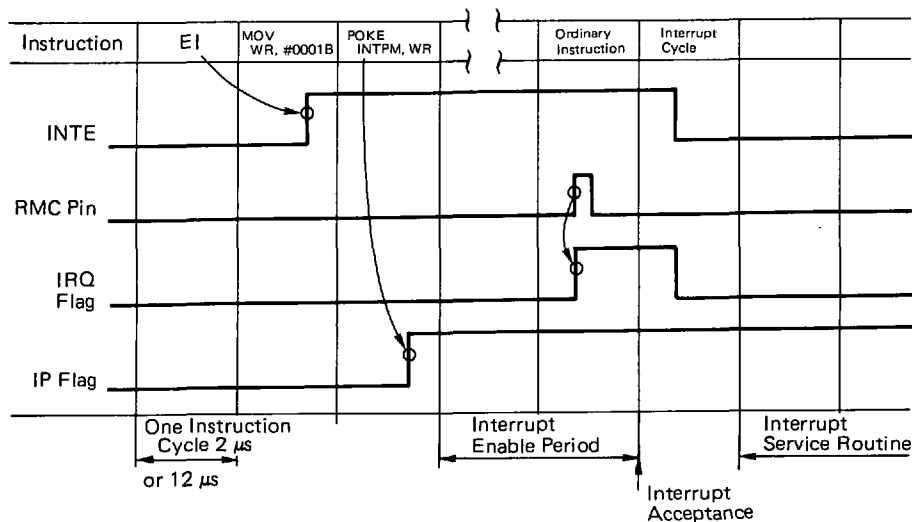 Instruction
EI
MOV
WR, #0001B
POKE
INTPM, WR
Ordinary
Instruction
Interrupt
Cycle
INTE
RMC Pin
IRQ
Flag
IP Flag
One Instruction
Cycle 2 μs
or 12 μs
Interrupt
Enable Period
Interrupt
Acceptance
Interrupt
Service Routine